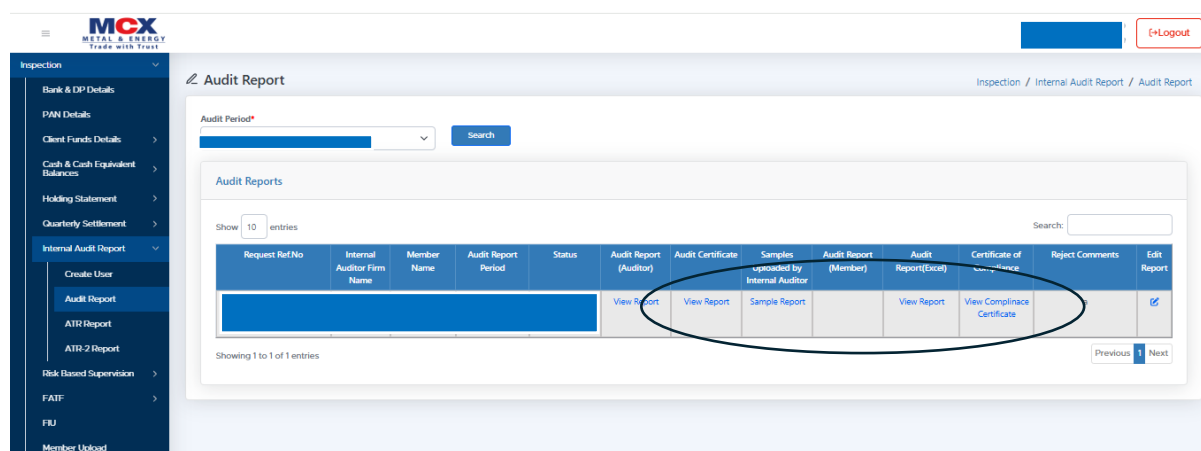 MCX
METAL & ENERGY
Trade with Trust
Logout
Inspection
Bank & DP Details
PAN Details
Client Funds Details
Cash & Cash Equivalent
Balances
Holding Statement
Quarterly Settlement
Internal Audit Report
Create User
Audit Report
ATR Report
ATR-2 Report
Risk Based Supervision
FATF
FIU
Member Upload
Audit Report
Inspection / Internal Audit Report / Audit Report
Audit Period*
Search
Audit Reports
Show 10 entries
Search:
Request Ref.No
Internal
Auditor Firm
Name
Member
Name
Audit Report
Period
Status
Audit Report
(Auditor)
Audit Certificate
Samples
Uploaded by
Internal Auditor
Audit Report
(Member)
Audit
Report(Excel)
Certificate of
Compliance
Reject Comments
Edit
Report
View Report
View Report
Sample Report
View Report
View Complinace
Certificate
Showing 1 to 1 of 1 entries
Previous 1 Next